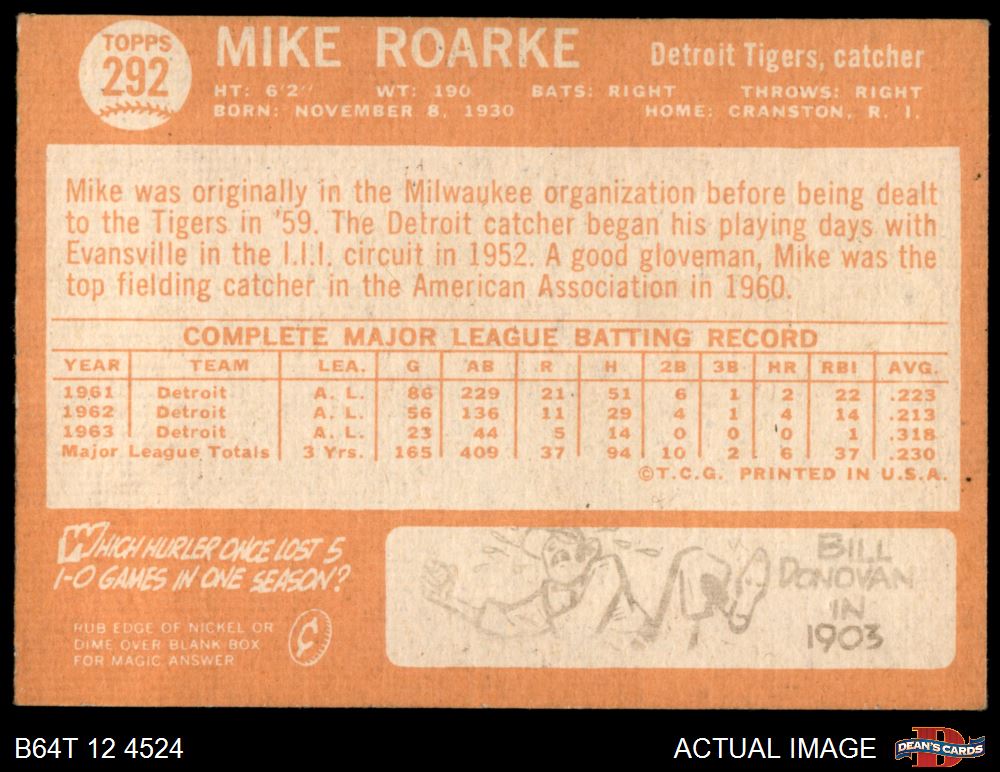 TOPPS
292
MIKE ROARKE
Detroit Tigers, catcher
HT: 6'2" WT: 190 BATS: RIGHT THROWS: RIGHT
BORN: NOVEMBER 8, 1930 HOME: CRANSTON, R. I.
Mike was originally in the Milwaukee organization before being dealt
to the Tigers in '59. The Detroit catcher began his playing days with
Evansville in the I.I.I. circuit in 1952. A good gloveman, Mike was the
top fielding catcher in the American Association in 1960.
COMPLETE MAJOR LEAGUE BATTING RECORD
YEAR TEAM LEA. G AB R H 2B 3B HR RBI AVG.
1961 Detroit A. L. 86 229 21 51 6 1 2 22 .223
1962 Detroit A. L. 56 136 11 29 4 1 4 14 .213
1963 Detroit A. L. 23 44 5 14 0 0 0 1 .318
Major League Totals 3 Yrs. 165 409 37 94 10 2 6 37 .230
©T.C.G. PRINTED IN U.S.A.
WHICH HURLER ONCE LOST 5
1-0 GAMES IN ONE SEASON?
RUB EDGE OF NICKEL OR
DIME OVER BLANK BOX
FOR MAGIC ANSWER
¢
BILL
DONOVAN
IN
1903
B64T 12 4524
ACTUAL IMAGE
D
DEAN'S CARDS